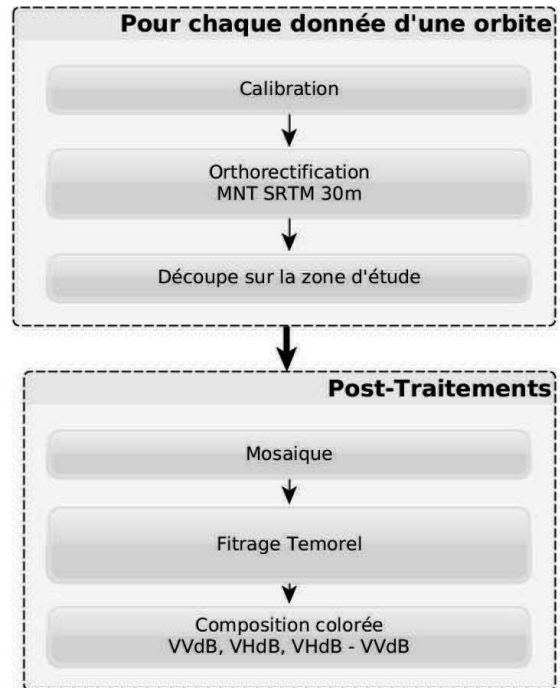 Pour chaque donnée d'une orbite
Calibration
Orthorectification
MNT SRTM 30m
Découpe sur la zone d'étude
Post-Traitements
Mosaique
Fitrage Temorel
Composition colorée
VVdB, VHdB, VHdB - VVdB